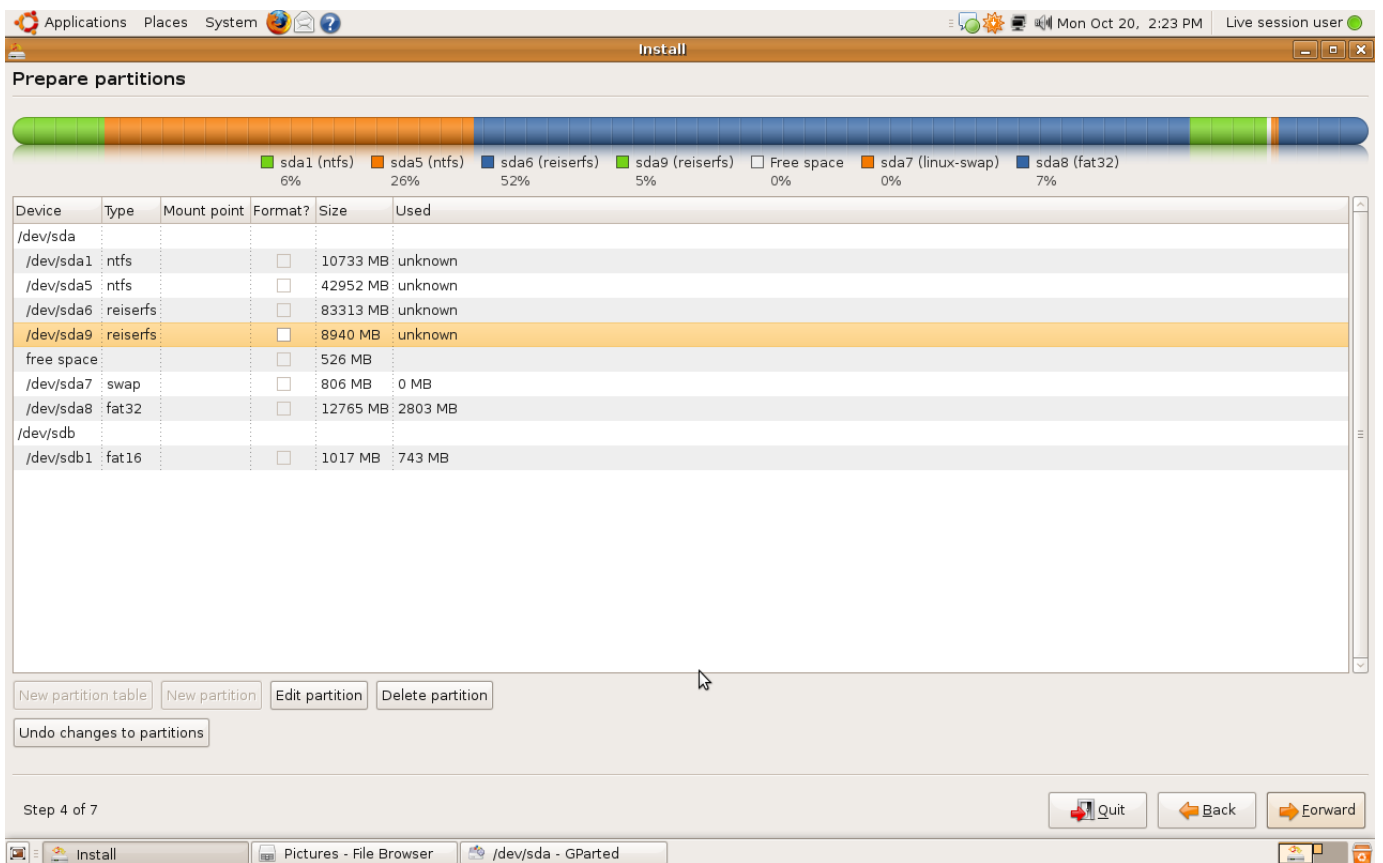 Applications Places System Mon Oct 20, 2:23 PM Live session user
Install
Prepare partitions
sda1 (ntfs) sda5 (ntfs) sda6 (reiserfs) sda9 (reiserfs) Free space sda7 (linux-swap) sda8 (fat32)
6% 26% 52% 5% 0% 0% 7%
Device Type Mount point Format? Size Used
/dev/sda
/dev/sda1 ntfs 10733 MB unknown
/dev/sda5 ntfs 42952 MB unknown
/dev/sda6 reiserfs 83313 MB unknown
/dev/sda9 reiserfs 8940 MB unknown
free space 526 MB
/dev/sda7 swap 806 MB 0 MB
/dev/sda8 fat32 12765 MB 2803 MB
/dev/sdb
/dev/sdb1 fat16 1017 MB 743 MB
New partition table New partition Edit partition Delete partition
Undo changes to partitions
Step 4 of 7 Quit Back Forward
Install Pictures - File Browser /dev/sda - GParted